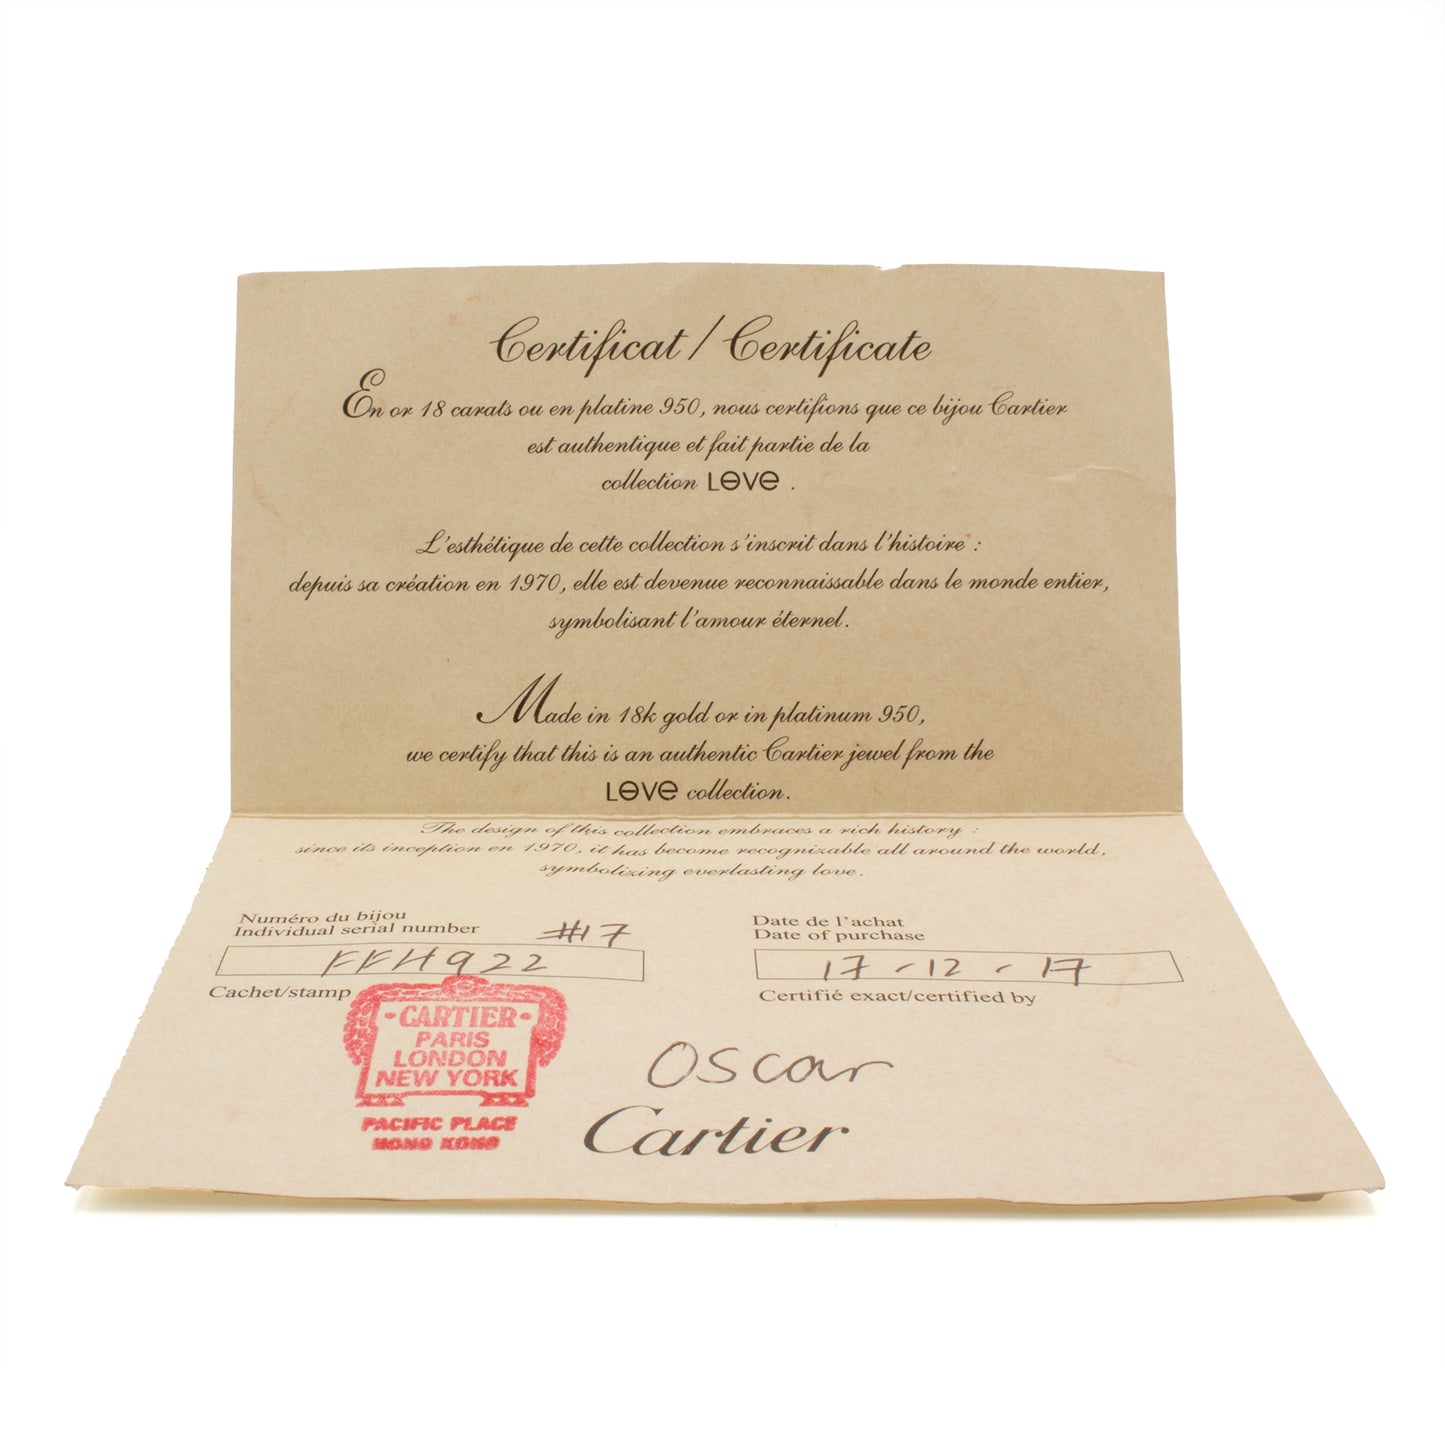 Certificat / Certificate
En or 18 carats ou en platine 950, nous certifions que ce bijou Cartier
est authentique et fait partie de la
collection LOVE .
L'esthétique de cette collection s'inscrit dans l'histoire :
depuis sa création en 1970, elle est devenue reconnaissable dans le monde entier,
symbolisant l'amour éternel.
Made in 18k gold or in platinum 950,
we certify that this is an authentic Cartier jewel from the
LOVE collection.
The design of this collection embraces a rich history :
since its inception en 1970, it has become recognizable all around the world,
symbolizing everlasting love.
Numéro du bijou
Individual serial number #17
FFH922
Date de l'achat
Date of purchase
17-12-17
Cachet/stamp
Certifié exact/certified by
CARTIER
PARIS
LONDON
NEW YORK
PACIFIC PLACE
HONG KONG
Oscar
Cartier